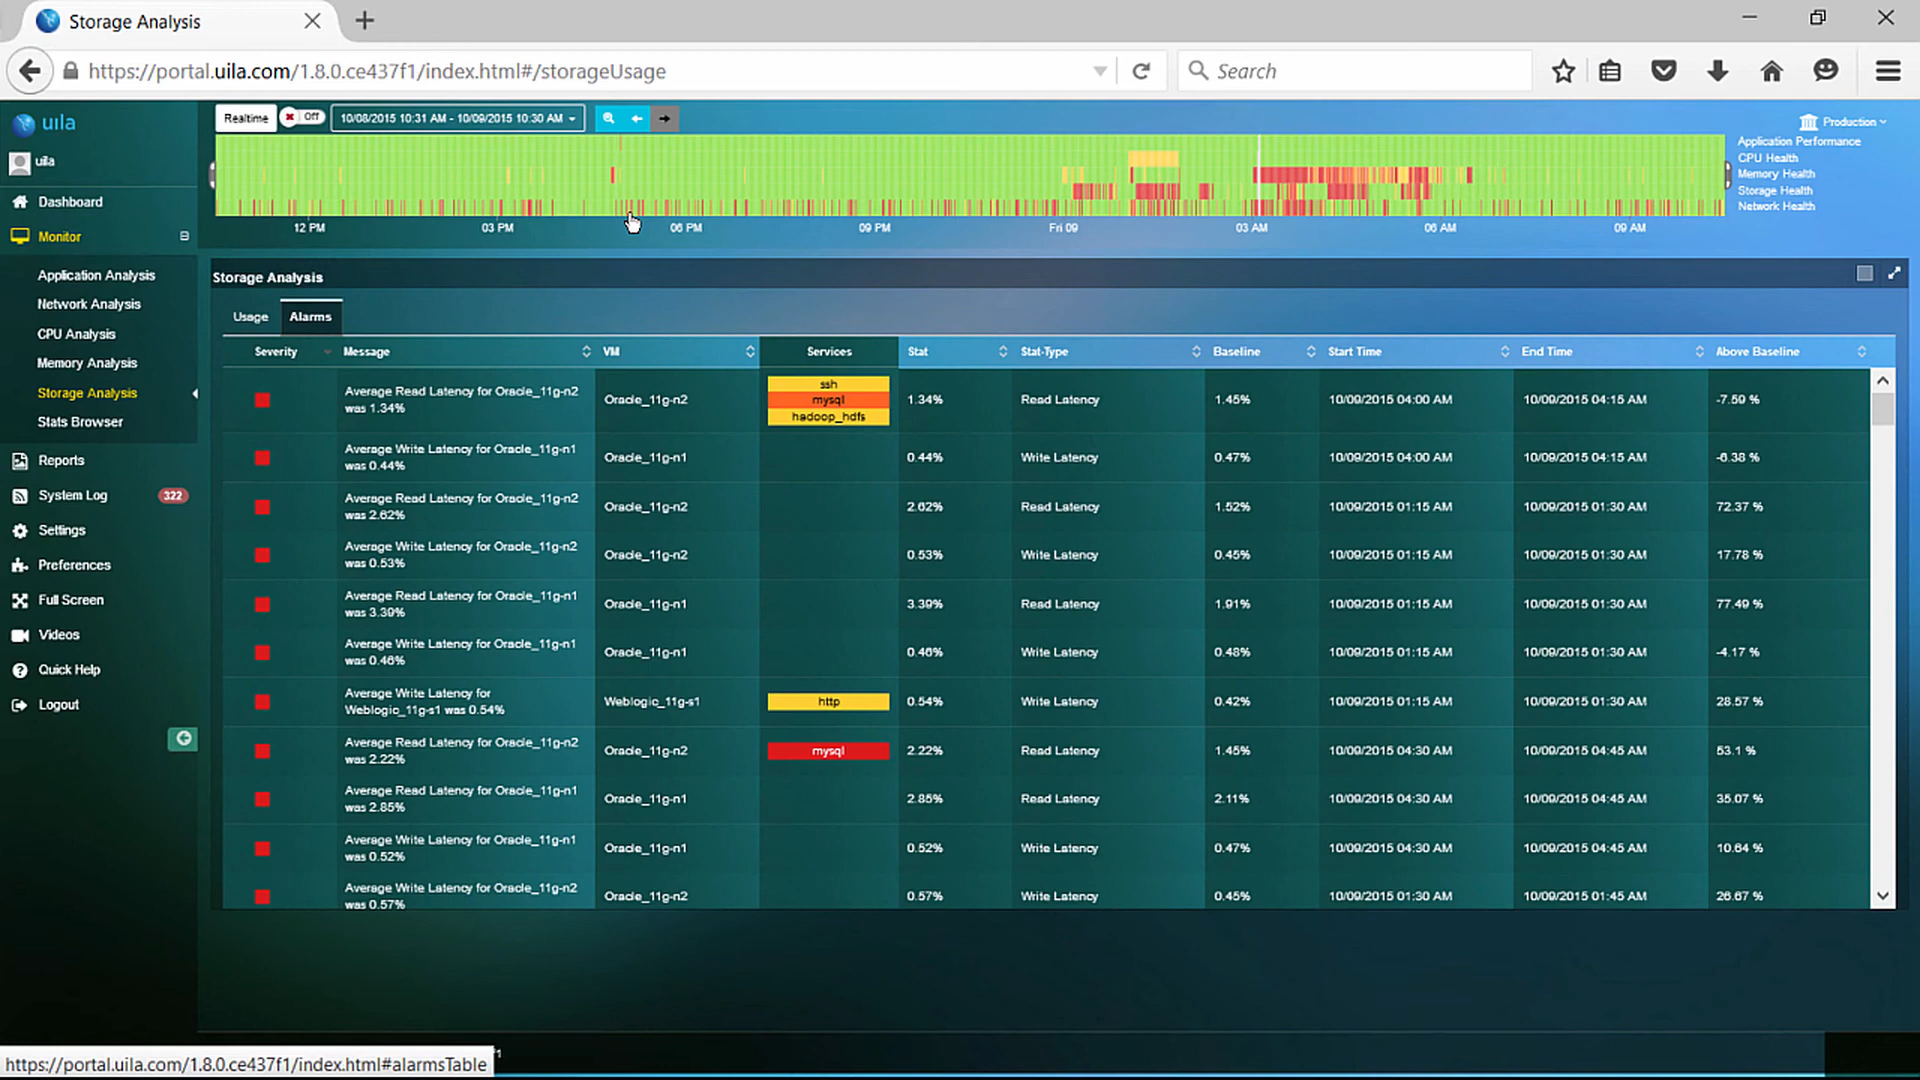 Storage Analysis
https://portal.uila.com/1.8.0.ce437f1/index.html#/storageUsage
Search
uila
Realtime
Off
10/08/2015 10:31 AM - 10/09/2015 10:30 AM
Production
Application Performance
CPU Health
Memory Health
Storage Health
Network Health
12 PM
03 PM
06 PM
09 PM
Fri 09
03 AM
06 AM
09 AM
uila
Dashboard
Monitor
Application Analysis
Network Analysis
CPU Analysis
Memory Analysis
Storage Analysis
Stats Browser
Reports
System Log
322
Settings
Preferences
Full Screen
Videos
Quick Help
Logout
Storage Analysis
Usage
Alarms
Severity Message VM Services Stat Stat-Type Baseline Start Time End Time Above Baseline
Average Read Latency for Oracle_11g-n2
was 1.34%
Oracle_11g-n2
ssh
mysql
hadoop_hdfs
1.34% Read Latency 1.45% 10/09/2015 04:00 AM 10/09/2015 04:15 AM -7.59 %
Average Write Latency for Oracle_11g-n1
was 0.44%
Oracle_11g-n1 0.44% Write Latency 0.47% 10/09/2015 04:00 AM 10/09/2015 04:15 AM -6.38 %
Average Read Latency for Oracle_11g-n2
was 2.62%
Oracle_11g-n2 2.62% Read Latency 1.52% 10/09/2015 01:15 AM 10/09/2015 01:30 AM 72.37 %
Average Write Latency for Oracle_11g-n2
was 0.53%
Oracle_11g-n2 0.53% Write Latency 0.45% 10/09/2015 01:15 AM 10/09/2015 01:30 AM 17.78 %
Average Read Latency for Oracle_11g-n1
was 3.39%
Oracle_11g-n1 3.39% Read Latency 1.91% 10/09/2015 01:15 AM 10/09/2015 01:30 AM 77.49 %
Average Write Latency for Oracle_11g-n1
was 0.46%
Oracle_11g-n1 0.46% Write Latency 0.48% 10/09/2015 01:15 AM 10/09/2015 01:30 AM -4.17 %
Average Write Latency for
Weblogic_11g-s1 was 0.54%
Weblogic_11g-s1 http 0.54% Write Latency 0.42% 10/09/2015 01:15 AM 10/09/2015 01:30 AM 28.57 %
Average Read Latency for Oracle_11g-n2
was 2.22%
Oracle_11g-n2 mysql 2.22% Read Latency 1.45% 10/09/2015 04:30 AM 10/09/2015 04:45 AM 53.1 %
Average Read Latency for Oracle_11g-n1
was 2.85%
Oracle_11g-n1 2.85% Read Latency 2.11% 10/09/2015 04:30 AM 10/09/2015 04:45 AM 35.07 %
Average Write Latency for Oracle_11g-n1
was 0.52%
Oracle_11g-n1 0.52% Write Latency 0.47% 10/09/2015 04:30 AM 10/09/2015 04:45 AM 10.64 %
Average Write Latency for Oracle_11g-n2
was 0.57%
Oracle_11g-n2 0.57% Write Latency 0.45% 10/09/2015 01:30 AM 10/09/2015 01:45 AM 26.67 %
https://portal.uila.com/1.8.0.ce437f1/index.html#alarmsTable